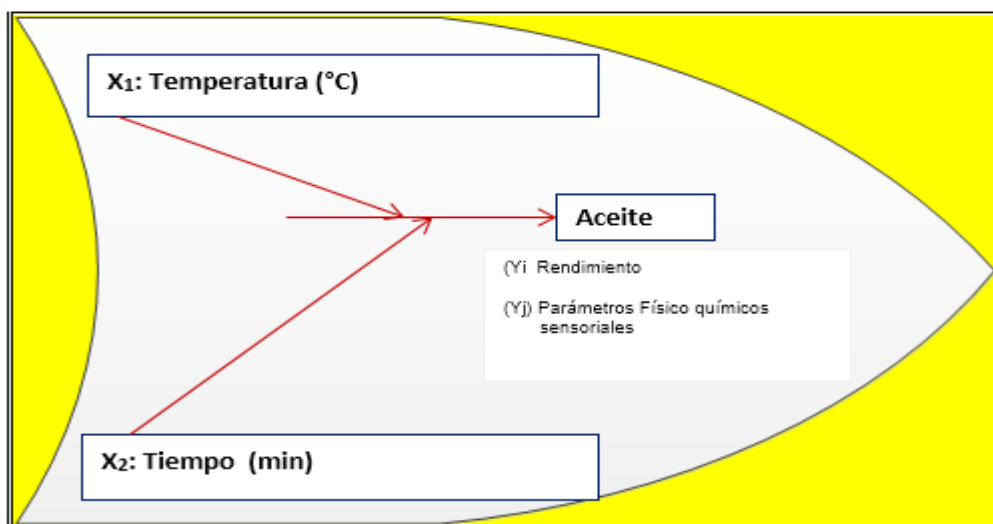 X₁: Temperatura (°C)
Aceite
(Yi Rendimiento
(Yj) Parámetros Físico químicos
sensoriales
X₂: Tiempo (min)